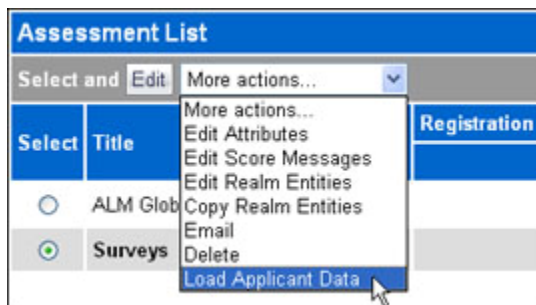 Assessment List
Select and Edit More actions...
More actions...
Edit Attributes
Edit Score Messages
Edit Realm Entities
Copy Realm Entities
Email
Delete
Load Applicant Data
Select Title Registration
ALM Glob
Surveys